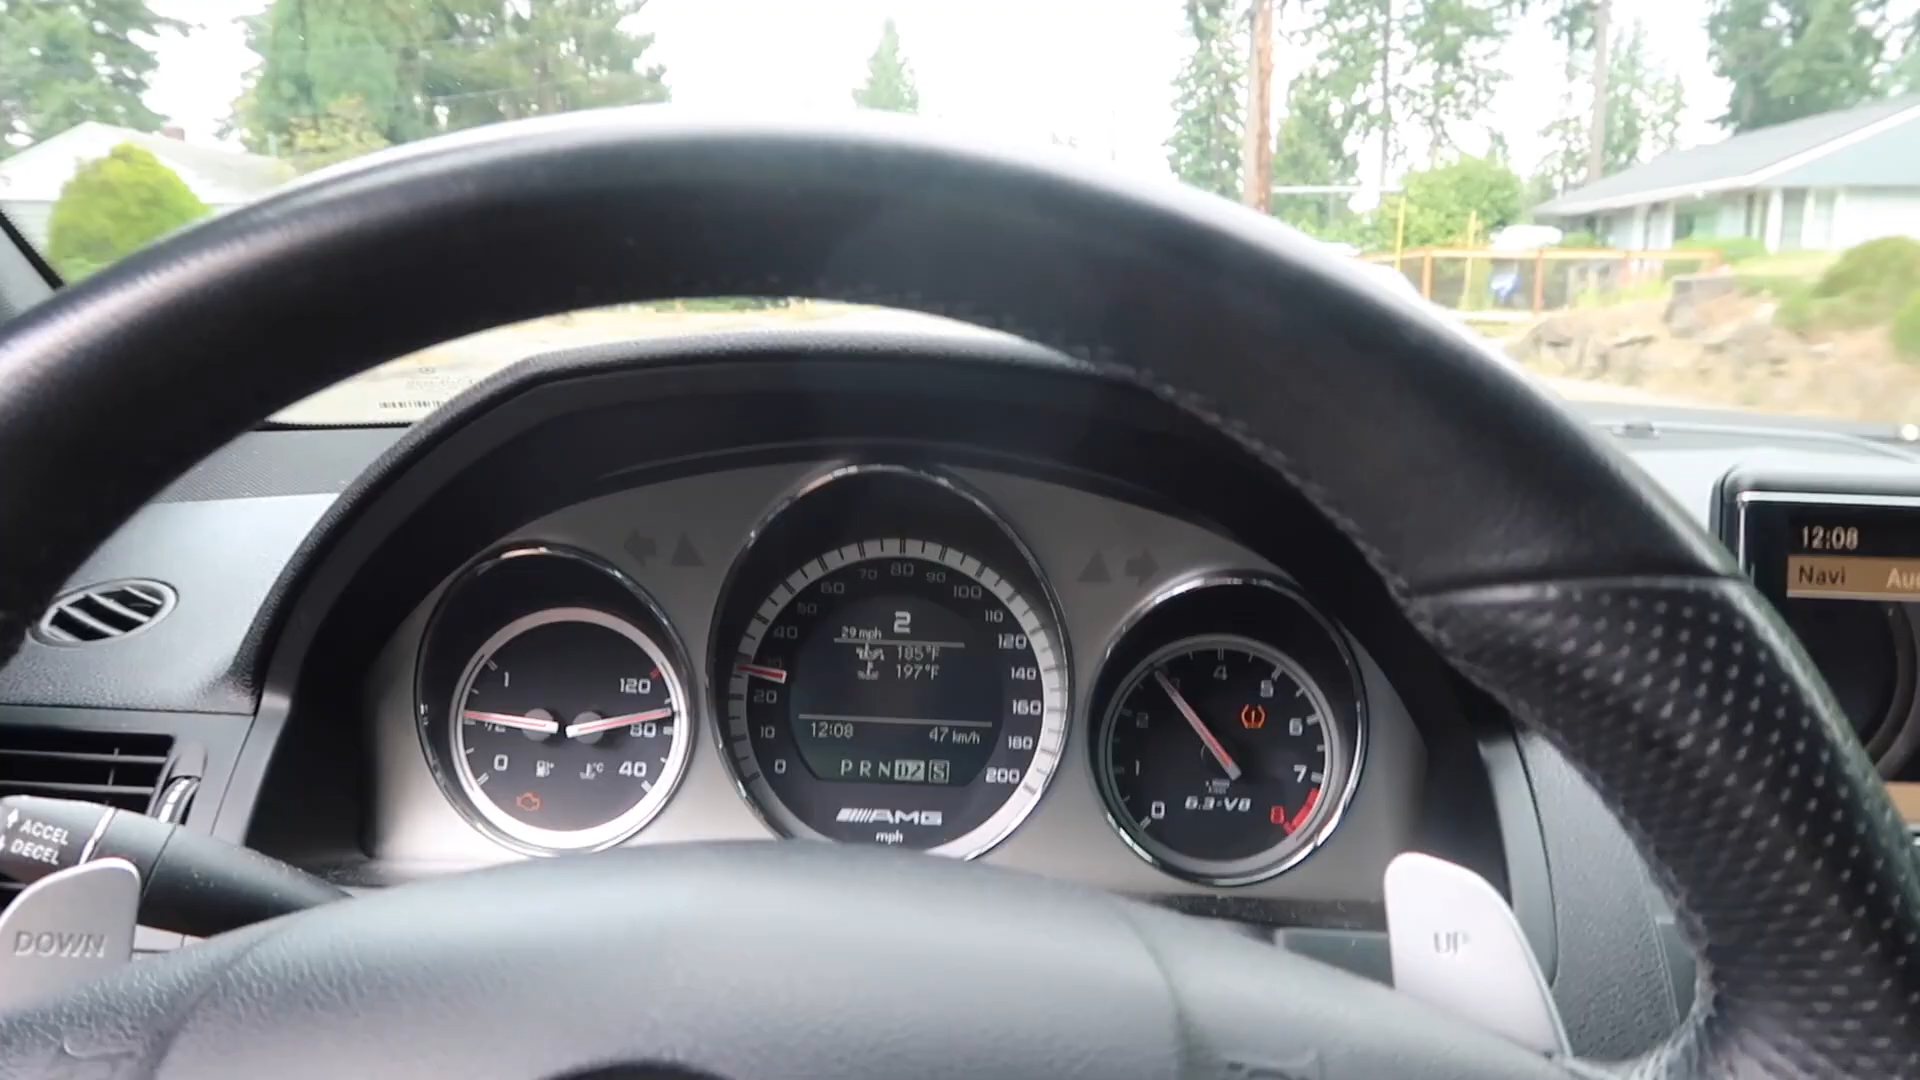 12:08
Navi Au
1
1/2
0
120
80
40
°C
0
10
20
40
50
60
70
80
90
100
110
120
140
160
180
200
2
29 mph
185°F
197°F
12:08 47 km/h
P R N D2 S
AMG
mph
0
1
2
3
4
5
6
7
8
6.3-V8
ACCEL
DECEL
DOWN
UP